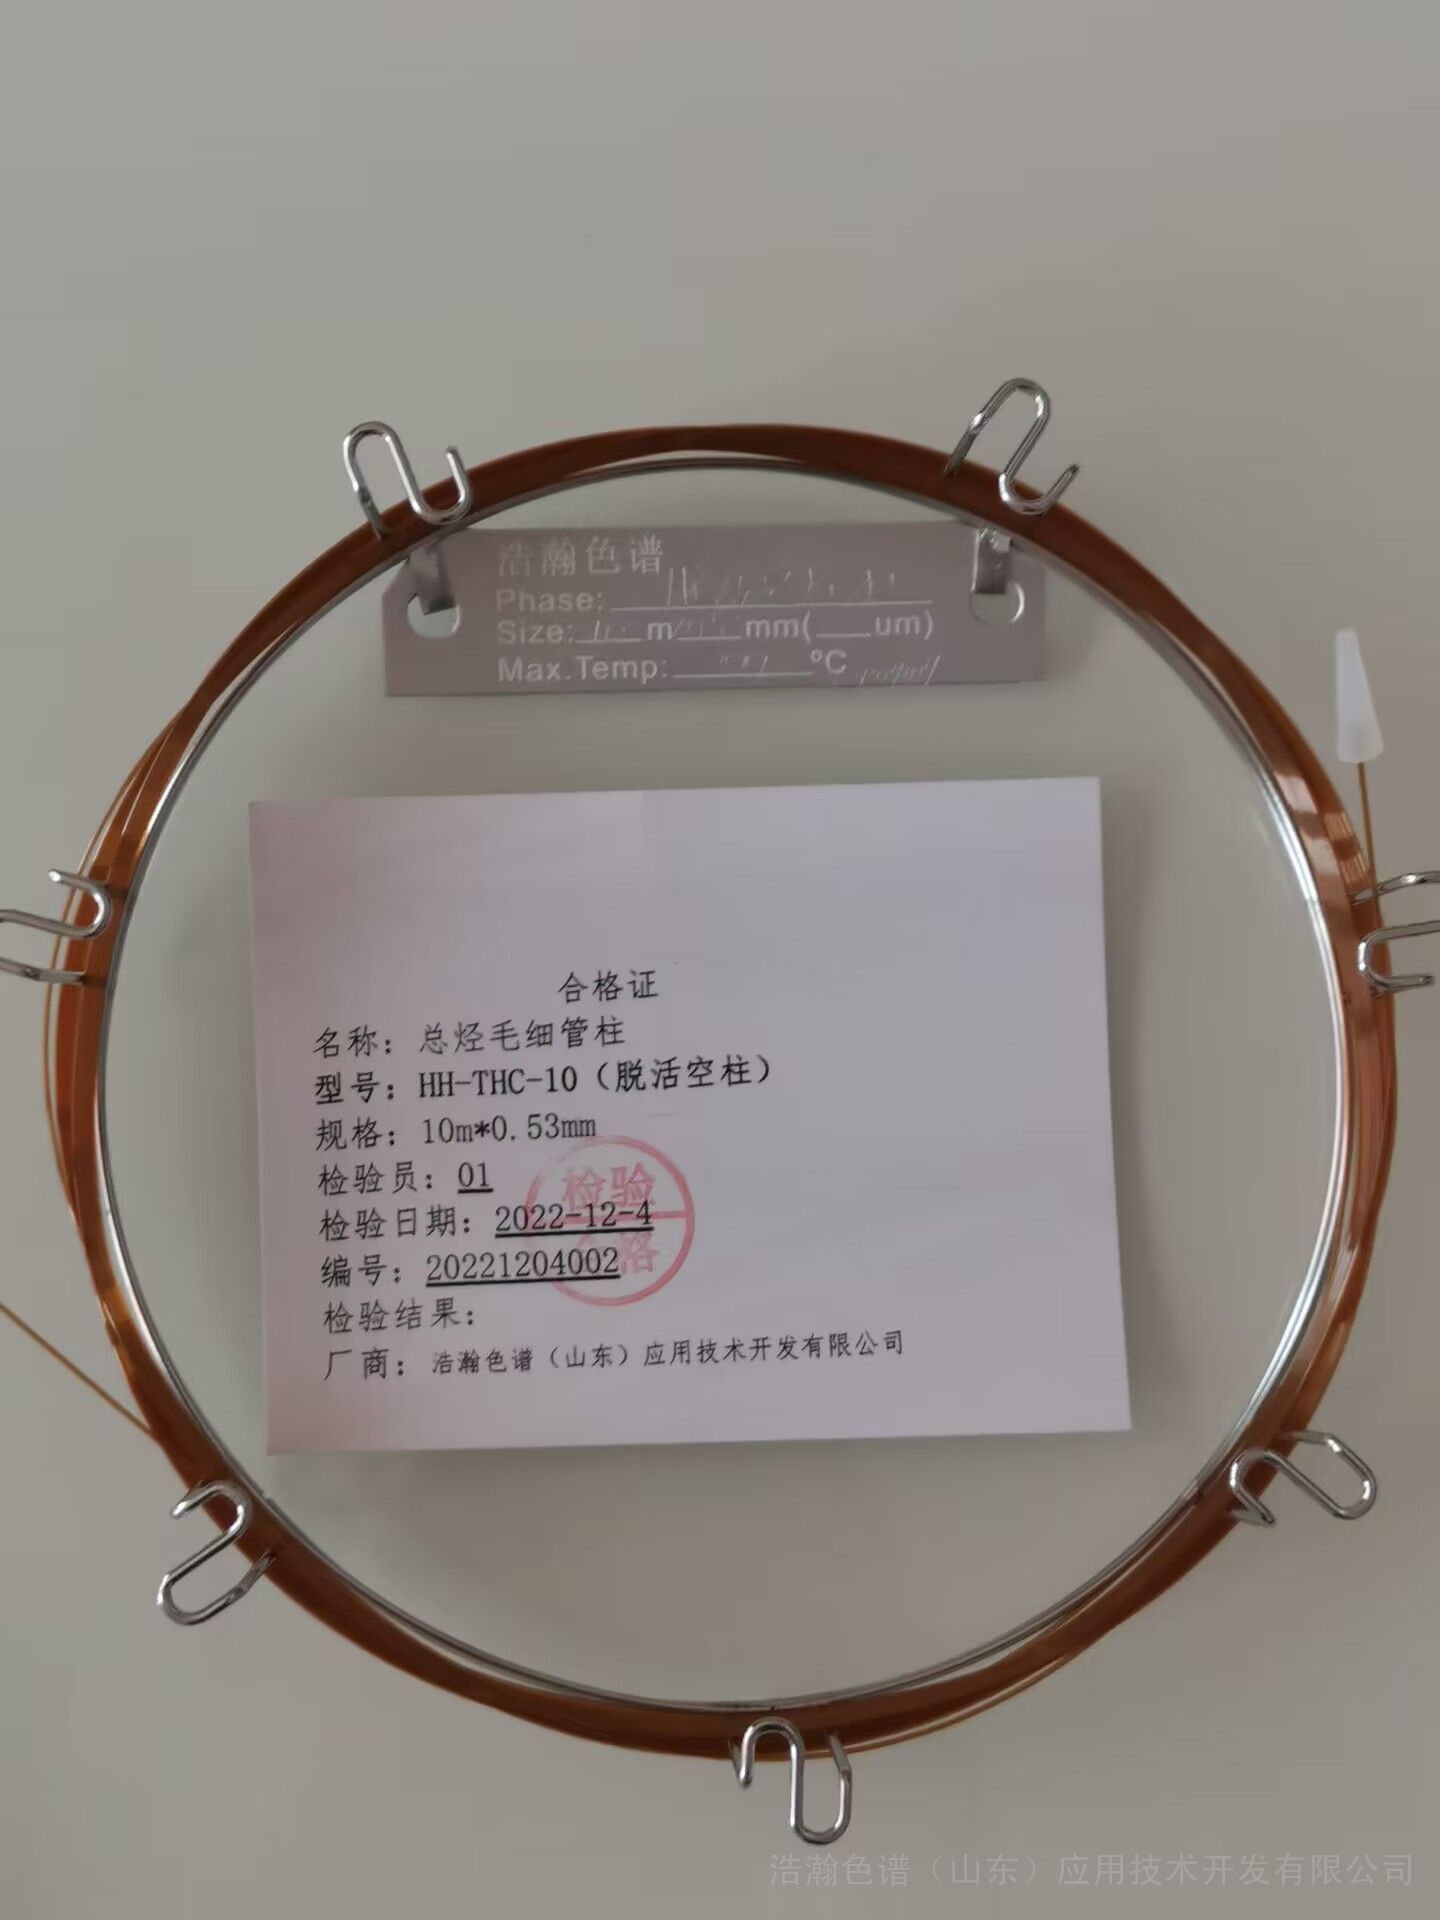 浩瀚色谱
Phase:
Size: m mm( um)
Max.Temp: ℃
合格证
名称：总烃毛细管柱
型号：HH-THC-10（脱活空柱）
规格：10m*0.53mm
检验员：01
检验
检验日期：2022-12-4
编号：20221204002
检验结果：
厂商：浩瀚色谱（山东）应用技术开发有限公司
浩瀚色谱（山东）应用技术开发有限公司